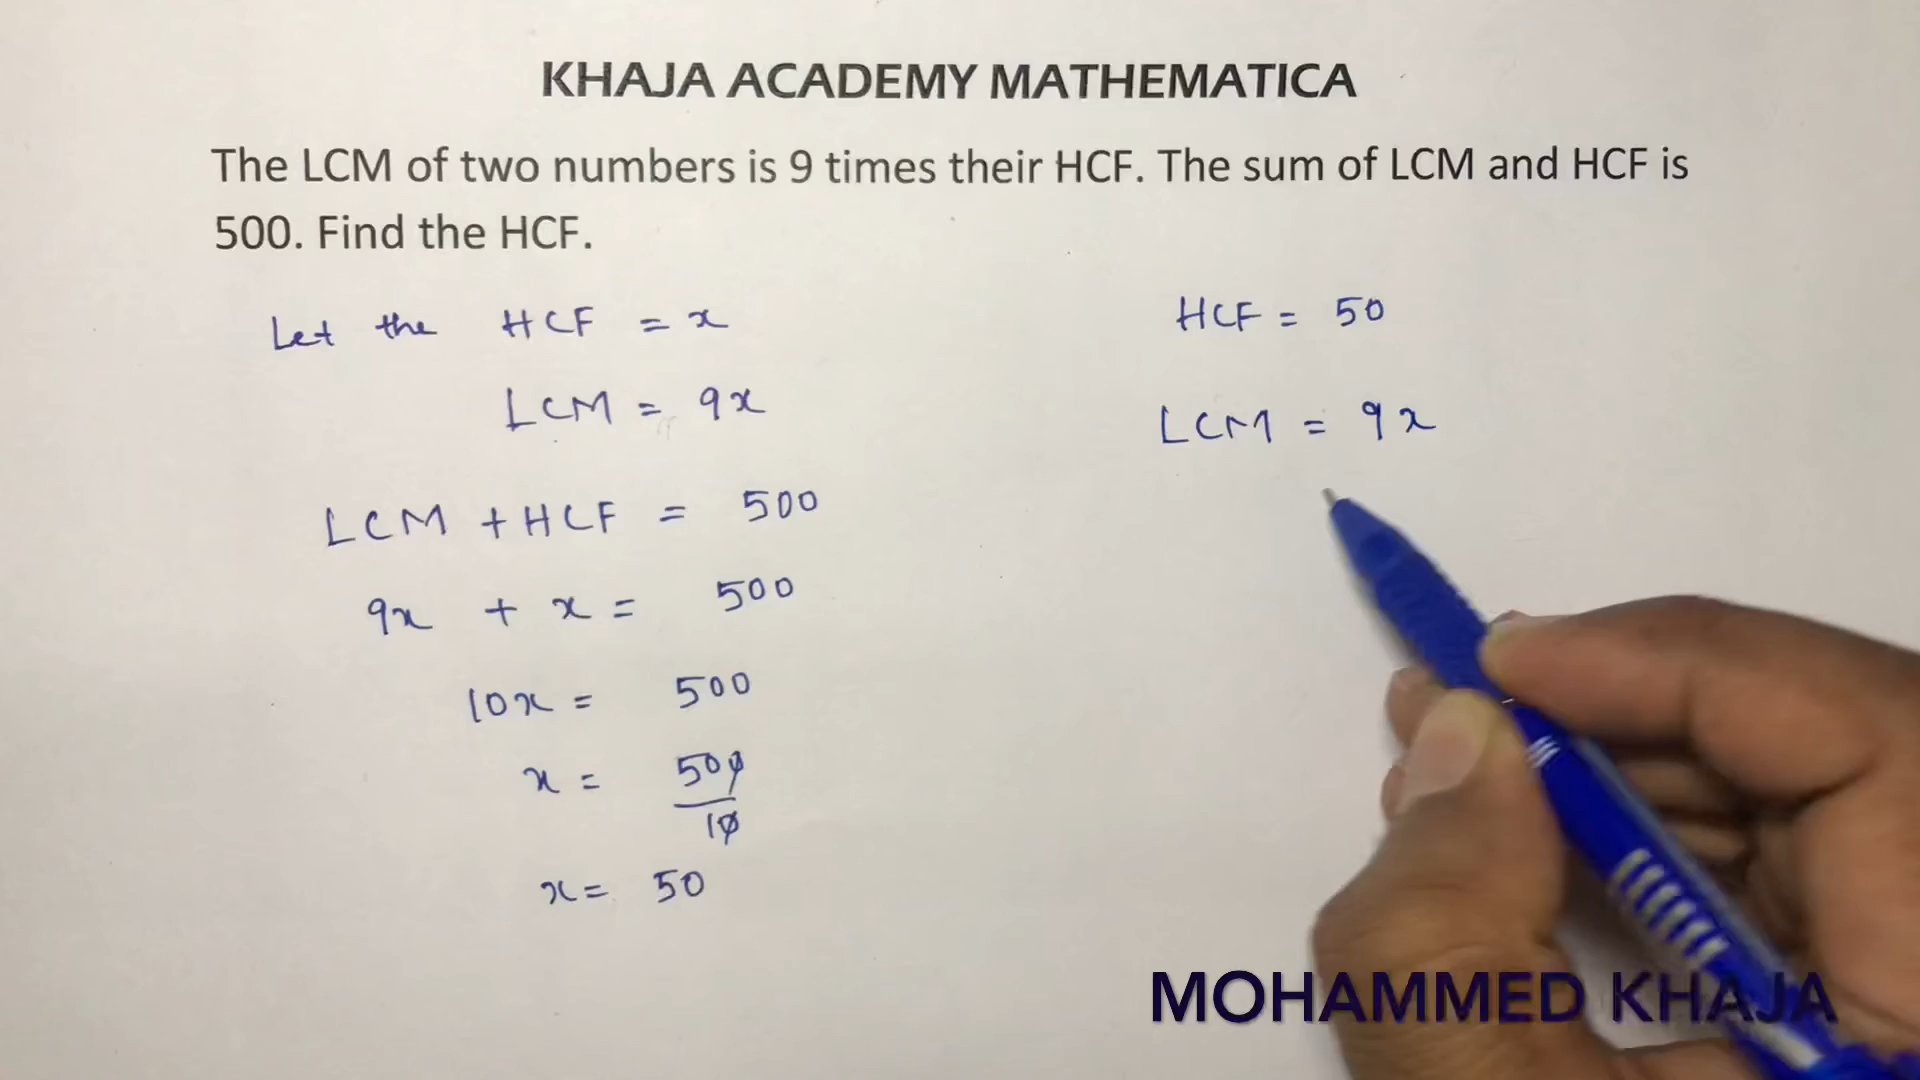 KHAJA ACADEMY MATHEMATICA
The LCM of two numbers is 9 times their HCF. The sum of LCM and HCF is
500. Find the HCF.
Let the HCF = x
LCM = 9x
LCM + HCF = 500
9x + x = 500
10x = 500
x = 500
10
x = 50
HCF = 50
LCM = 9x
MOHAMMED KHAJA